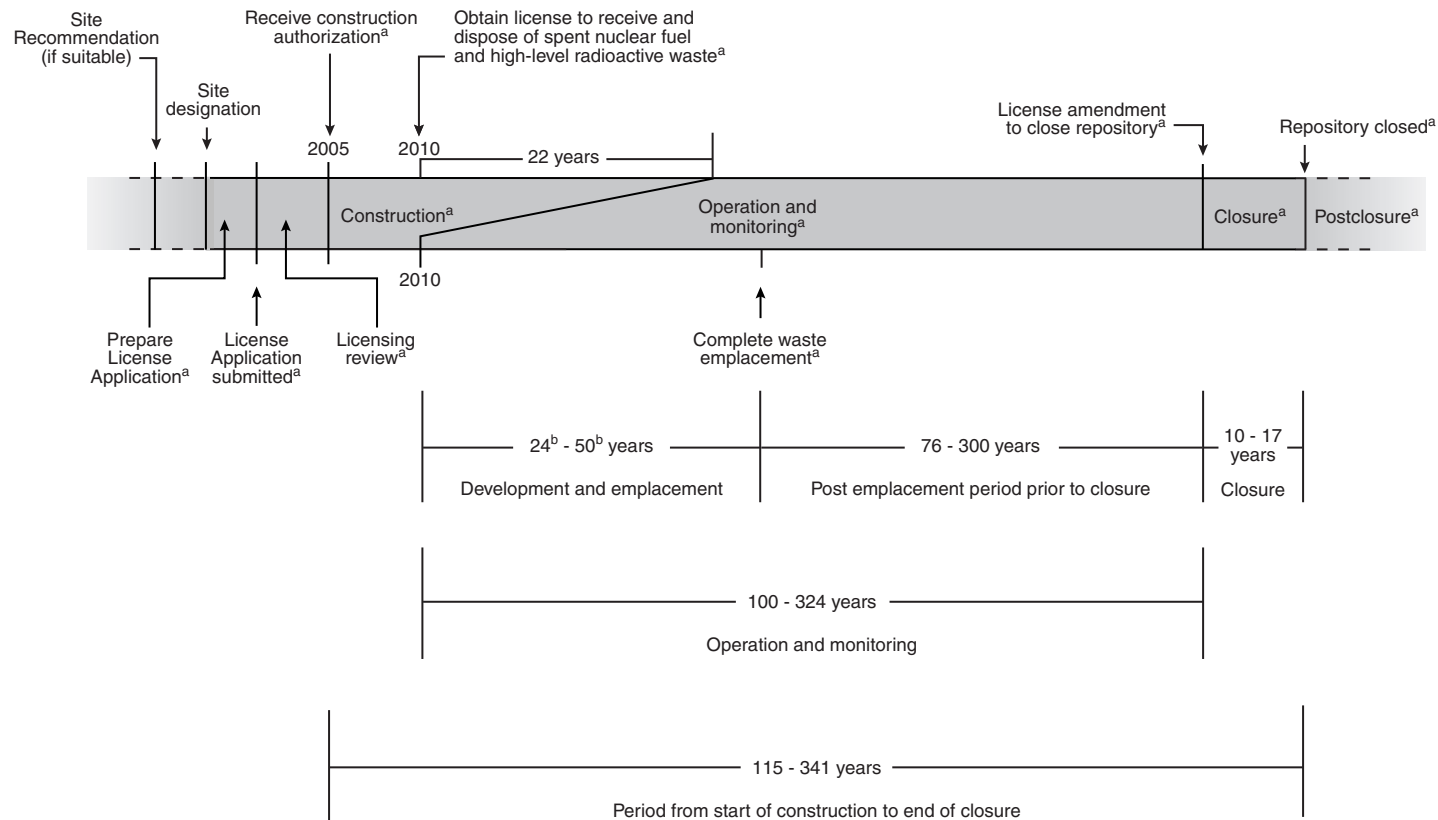 Site
Recommendation
(if suitable)
Site
designation
Receive construction
authorizationᵃ
Obtain license to receive and
dispose of spent nuclear fuel
and high-level radioactive wasteᵃ
License amendment
to close repositoryᵃ
Repository closedᵃ
2005
2010
22 years
Constructionᵃ
Operation and
monitoringᵃ
Closureᵃ
Postclosureᵃ
2010
Prepare
License
Applicationᵃ
License
Application
submittedᵃ
Licensing
reviewᵃ
Complete waste
emplacementᵃ
24ᵇ - 50ᵇ years
76 - 300 years
10 - 17
years
Development and emplacement
Post emplacement period prior to closure
Closure
100 - 324 years
Operation and monitoring
115 - 341 years
Period from start of construction to end of closure